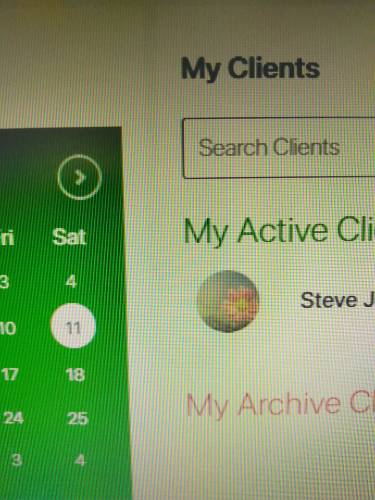 My Clients
Search Clients
My Active Cli
Steve J
My Archive Cl
ri Sat
3 4
10 11
17 18
24 25
3 4